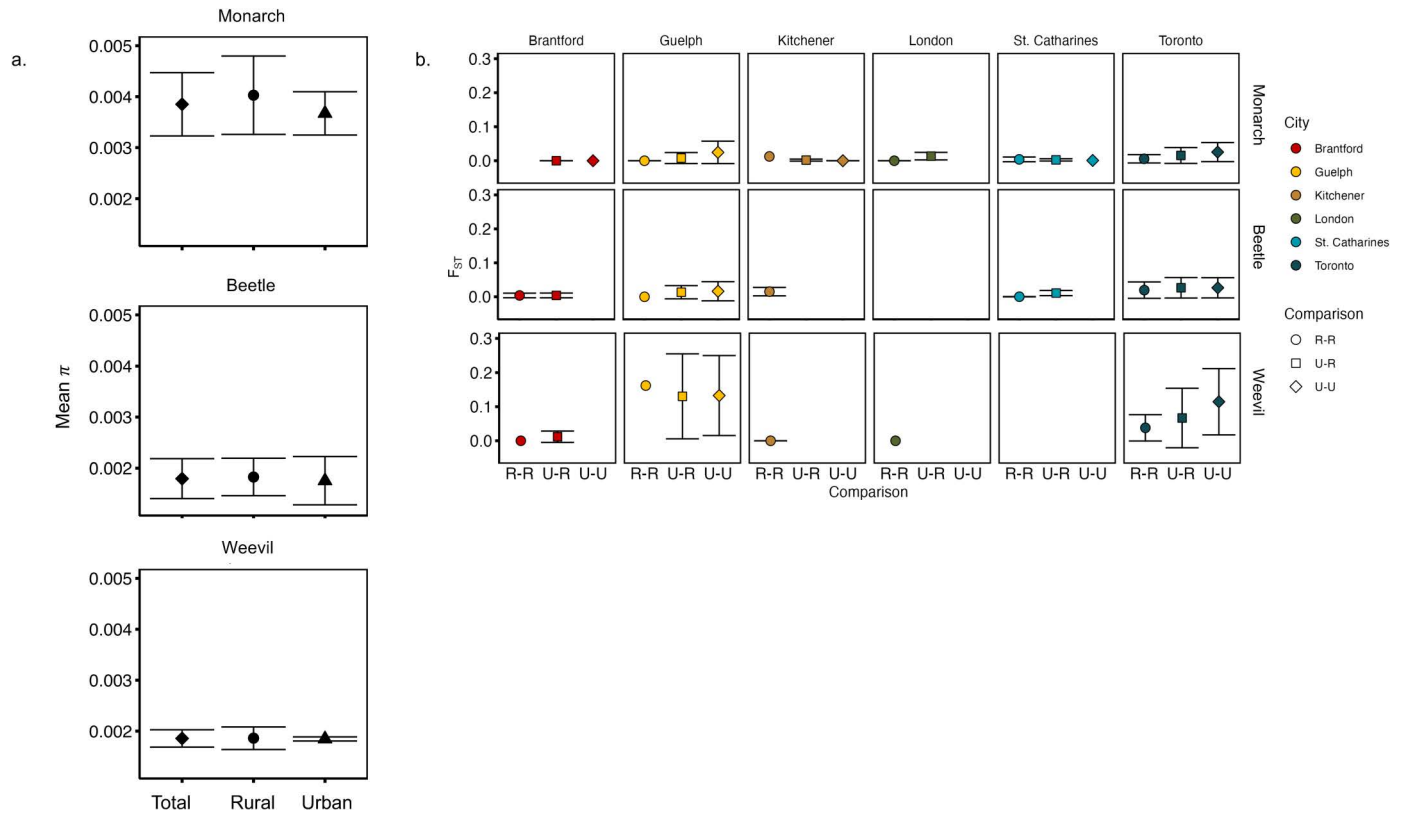 a.
Monarch
0.005
0.004
0.003
0.002
Beetle
0.005
0.004
0.003
0.002
Mean π
Weevil
0.005
0.004
0.003
0.002
Total Rural Urban
b.
Brantford Guelph Kitchener London St. Catharines Toronto
0.3
0.2
0.1
0.0
Monarch
0.3
0.2
0.1
0.0
Beetle
FST
0.3
0.2
0.1
0.0
Weevil
R-R U-R U-U R-R U-R U-U R-R U-R U-U R-R U-R U-U R-R U-R U-U R-R U-R U-U
Comparison
City
Brantford
Guelph
Kitchener
London
St. Catharines
Toronto
Comparison
R-R
U-R
U-U